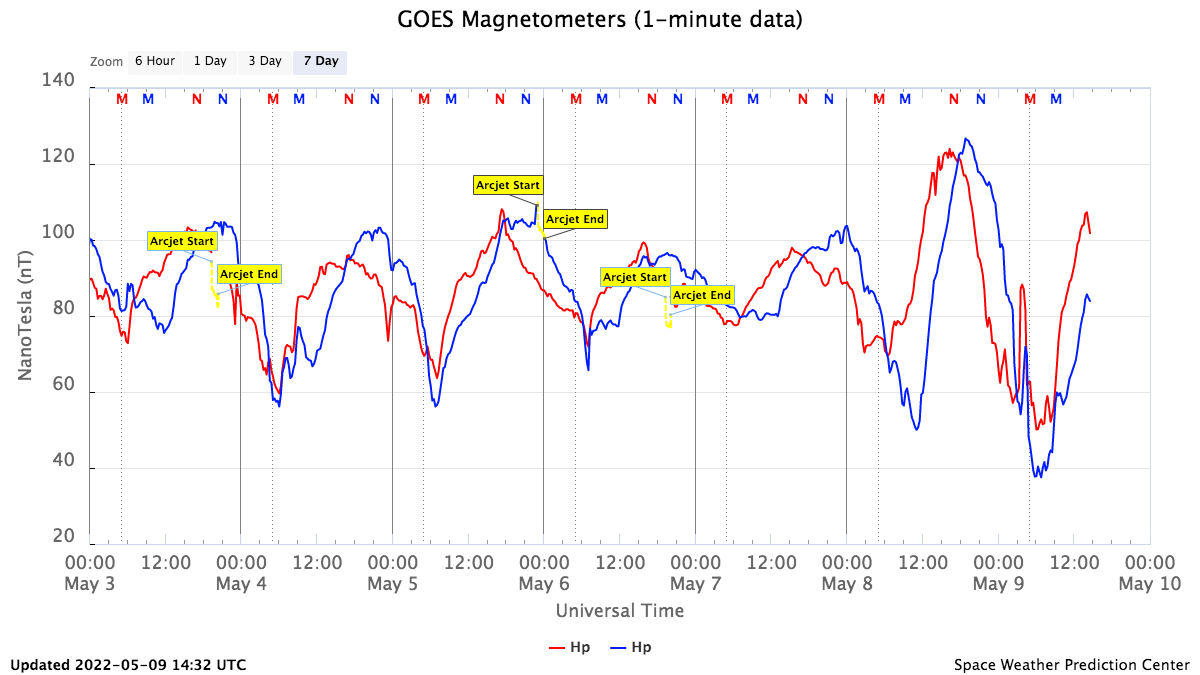 GOES Magnetometers (1-minute data)
Zoom 6 Hour 1 Day 3 Day 7 Day
140
M M N N M M N N M M N N M M N N M M N N M M N N M M
120
Arcjet Start
Arcjet End
100
Arcjet Start
Arcjet End
Arcjet Start
Arcjet End
80
60
40
20
NanoTesla (nT)
00:00 12:00 00:00 12:00 00:00 12:00 00:00 12:00 00:00 12:00 00:00 12:00 00:00 12:00 00:00
May 3 May 4 May 5 May 6 May 7 May 8 May 9 May 10
Universal Time
Hp Hp
Updated 2022-05-09 14:32 UTC
Space Weather Prediction Center